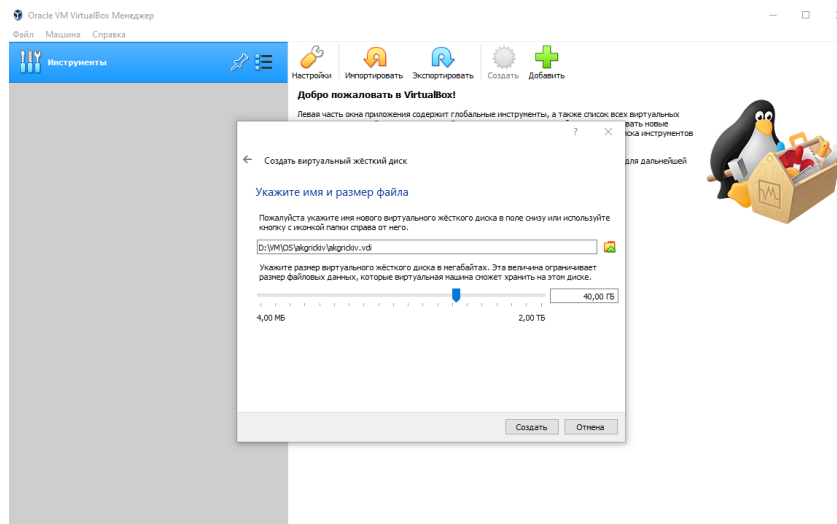 Oracle VM VirtualBox Менеджер
Файл Машина Справка
Инструменты
Настройки Импортировать Экспортировать Создать Добавить
Добро пожаловать в VirtualBox!
Левая часть окна приложения содержит глобальные инструменты, а также список всех виртуальных
вать новые
ска инструментов
для дальнейшей
? ×
Создать виртуальный жёсткий диск
Укажите имя и размер файла
Пожалуйста укажите имя нового виртуального жёсткого диска в поле снизу или используйте
кнопку с иконкой папки справа от него.
D:\VM\OS\akgrickiv\akgrickiv.vdi
Укажите размер виртуального жёсткого диска в мегабайтах. Эта величина ограничивает
размер файловых данных, которые виртуальная машина сможет хранить на этом диске.
40,00 ГБ
4,00 МБ 2,00 ТБ
Создать Отмена